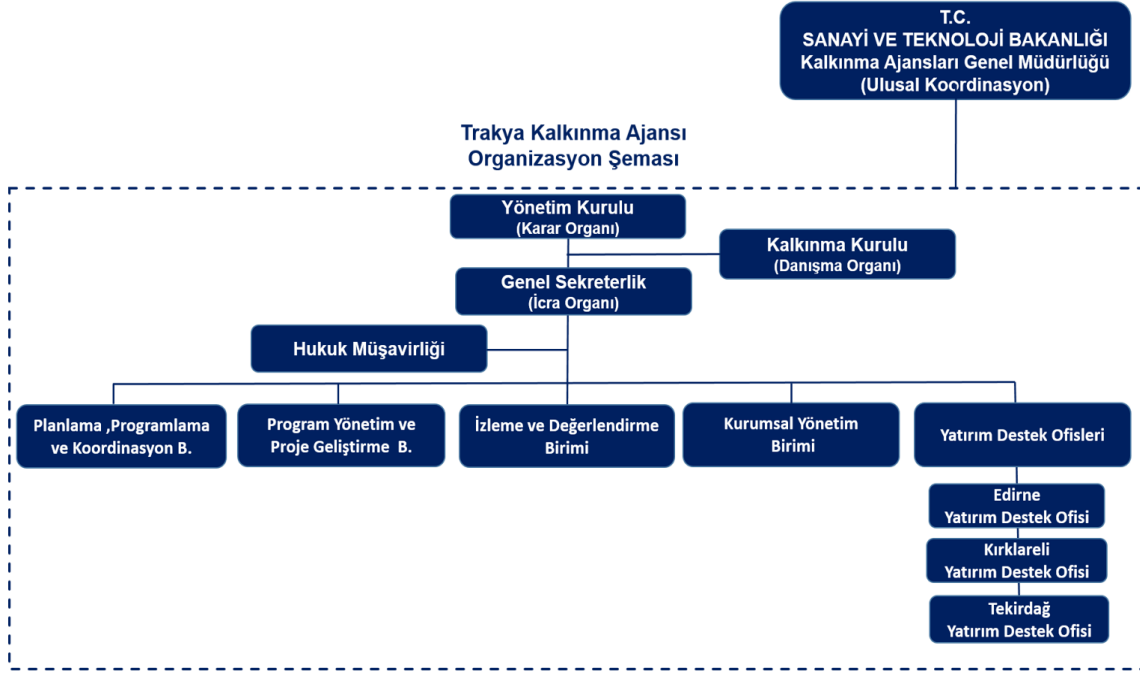 T.C.
SANAYİ VE TEKNOLOJİ BAKANLIĞI
Kalkınma Ajansları Genel Müdürlüğü
(Ulusal Koordinasyon)
Trakya Kalkınma Ajansı
Organizasyon Şeması
Yönetim Kurulu
(Karar Organı)
Kalkınma Kurulu
(Danışma Organı)
Genel Sekreterlik
(İcra Organı)
Hukuk Müşavirliği
Planlama ,Programlama
ve Koordinasyon B.
Program Yönetim ve
Proje Geliştirme B.
İzleme ve Değerlendirme
Birimi
Kurumsal Yönetim
Birimi
Yatırım Destek Ofisleri
Edirne
Yatırım Destek Ofisi
Kırklareli
Yatırım Destek Ofisi
Tekirdağ
Yatırım Destek Ofisi